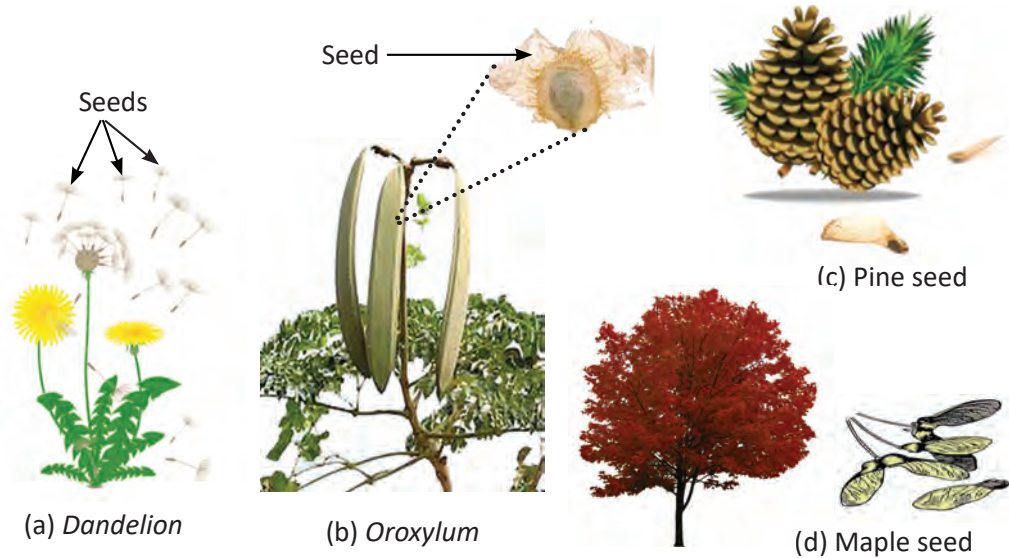 Seeds
(a) Dandelion
Seed
(b) Oroxylum
(c) Pine seed
(d) Maple seed